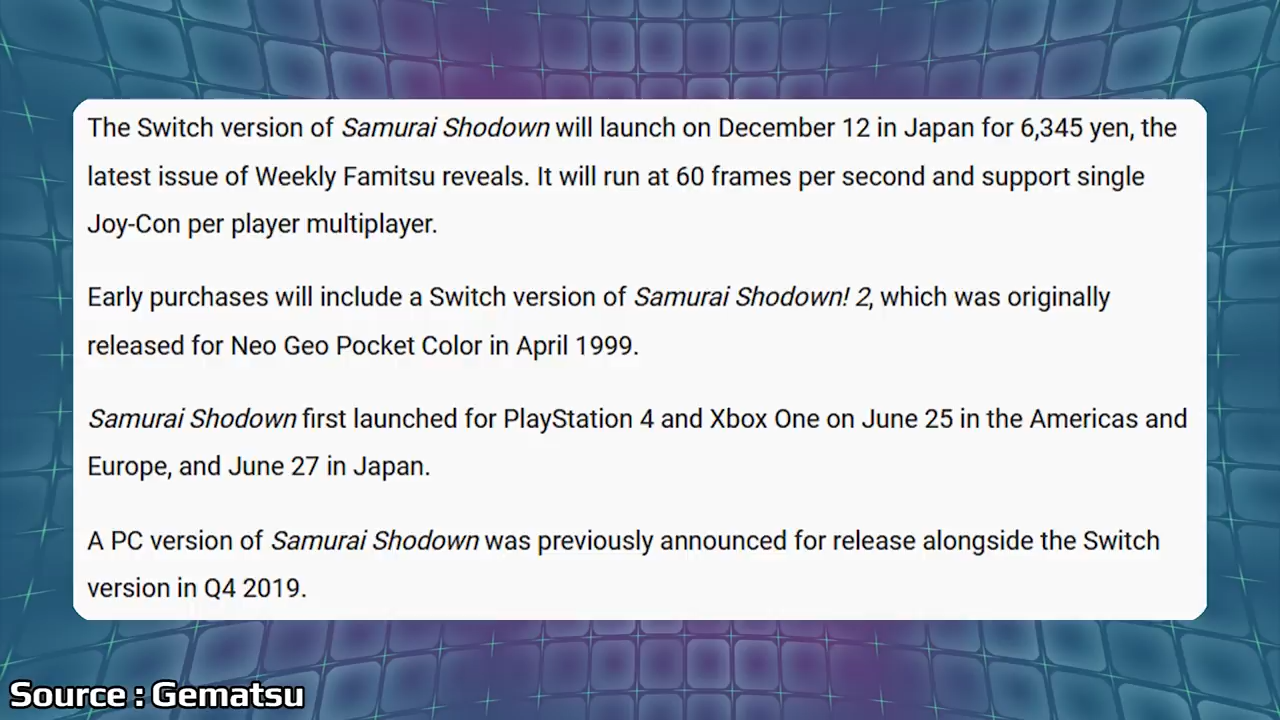 The Switch version of Samurai Shodown will launch on December 12 in Japan for 6,345 yen, the
latest issue of Weekly Famitsu reveals. It will run at 60 frames per second and support single
Joy-Con per player multiplayer.
Early purchases will include a Switch version of Samurai Shodown! 2, which was originally
released for Neo Geo Pocket Color in April 1999.
Samurai Shodown first launched for PlayStation 4 and Xbox One on June 25 in the Americas and
Europe, and June 27 in Japan.
A PC version of Samurai Shodown was previously announced for release alongside the Switch
version in Q4 2019.
Source : Gematsu